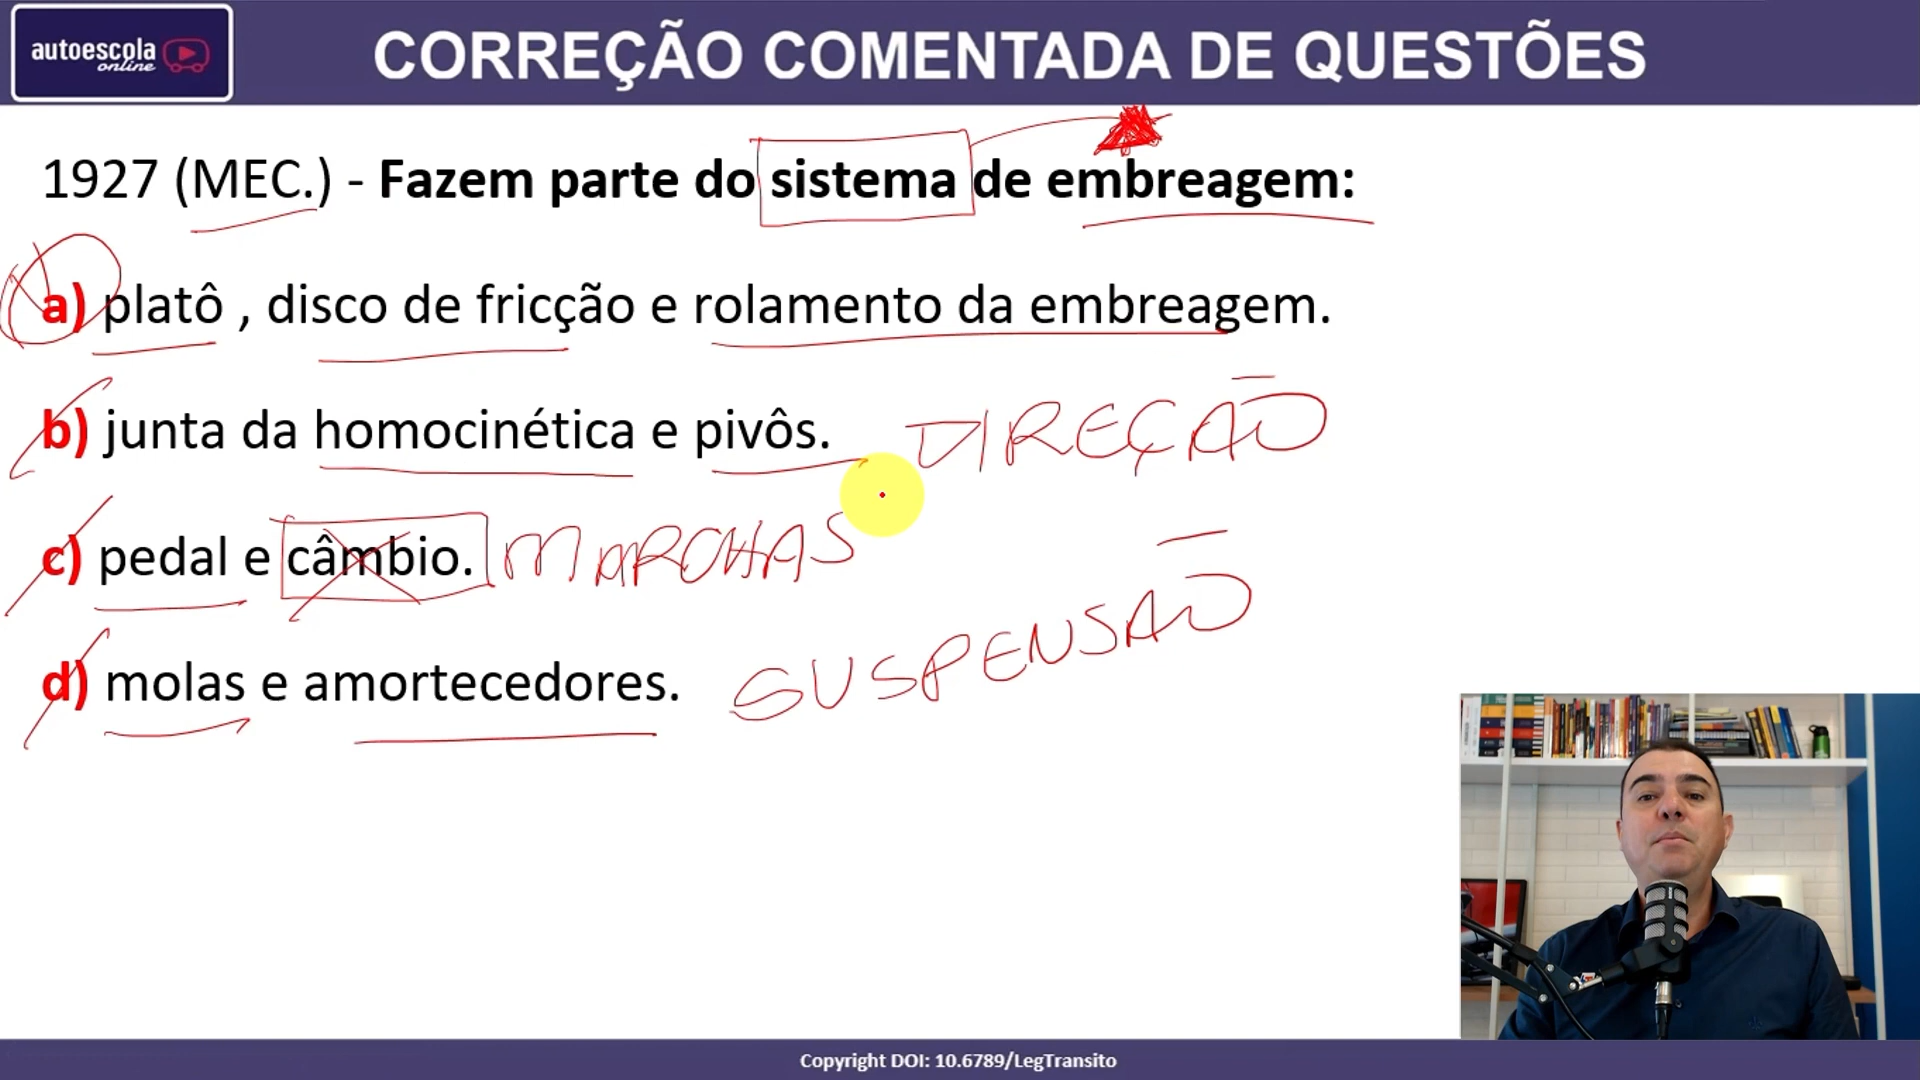 autoescola
online
CORREÇÃO COMENTADA DE QUESTÕES
1927 (MEC.) - Fazem parte do sistema de embreagem:
a) platô , disco de fricção e rolamento da embreagem.
b) junta da homocinética e pivôs. DIREÇÃO
c) pedal e câmbio. MARCHAS
d) molas e amortecedores. SUSPENSÃO
Copyright DOI: 10.6789/LegTransito